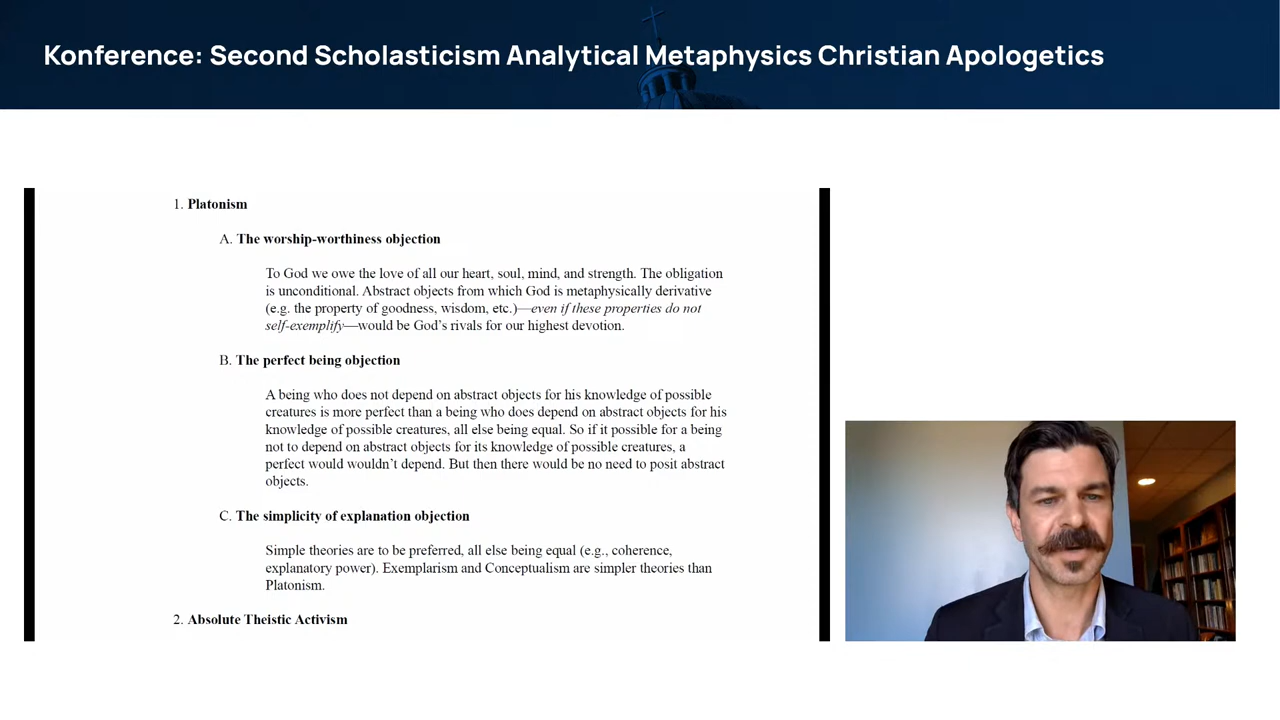 Konference: Second Scholasticism Analytical Metaphysics Christian Apologetics
1. Platonism
A. The worship-worthiness objection
To God we owe the love of all our heart, soul, mind, and strength. The obligation
is unconditional. Abstract objects from which God is metaphysically derivative
(e.g. the property of goodness, wisdom, etc.)—even if these properties do not
self-exemplify—would be God’s rivals for our highest devotion.
B. The perfect being objection
A being who does not depend on abstract objects for his knowledge of possible
creatures is more perfect than a being who does depend on abstract objects for his
knowledge of possible creatures, all else being equal. So if it possible for a being
not to depend on abstract objects for its knowledge of possible creatures, a
perfect would wouldn’t depend. But then there would be no need to posit abstract
objects.
C. The simplicity of explanation objection
Simple theories are to be preferred, all else being equal (e.g., coherence,
explanatory power). Exemplarism and Conceptualism are simpler theories than
Platonism.
2. Absolute Theistic Activism